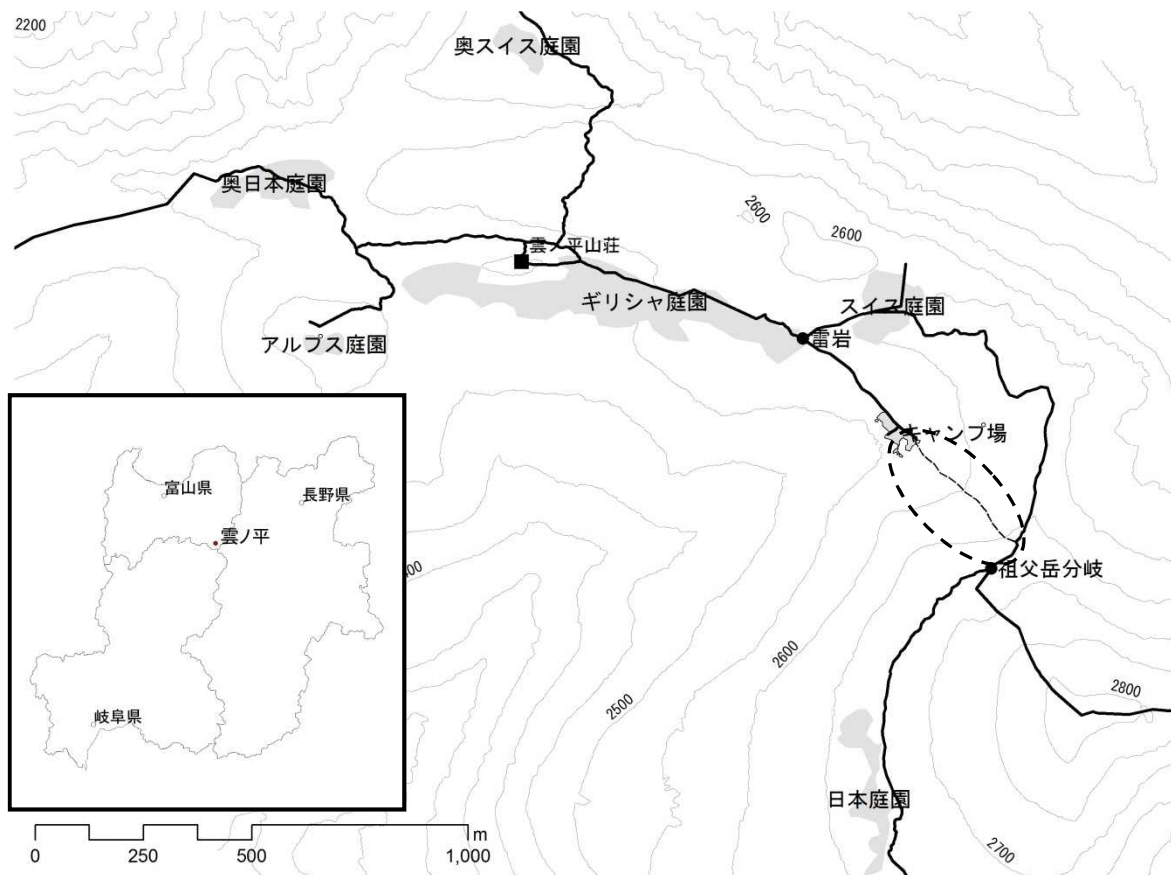 2200
奥スイス庭園
奥日本庭園
2600
2600
雲ノ平山荘
スイス庭園
ギリシャ庭園
雷岩
アルプス庭園
キャンプ場
富山県
長野県
雲ノ平
祖父岳分岐
2600
2500
2800
岐阜県
日本庭園
2700
m
0
250
500
1,000